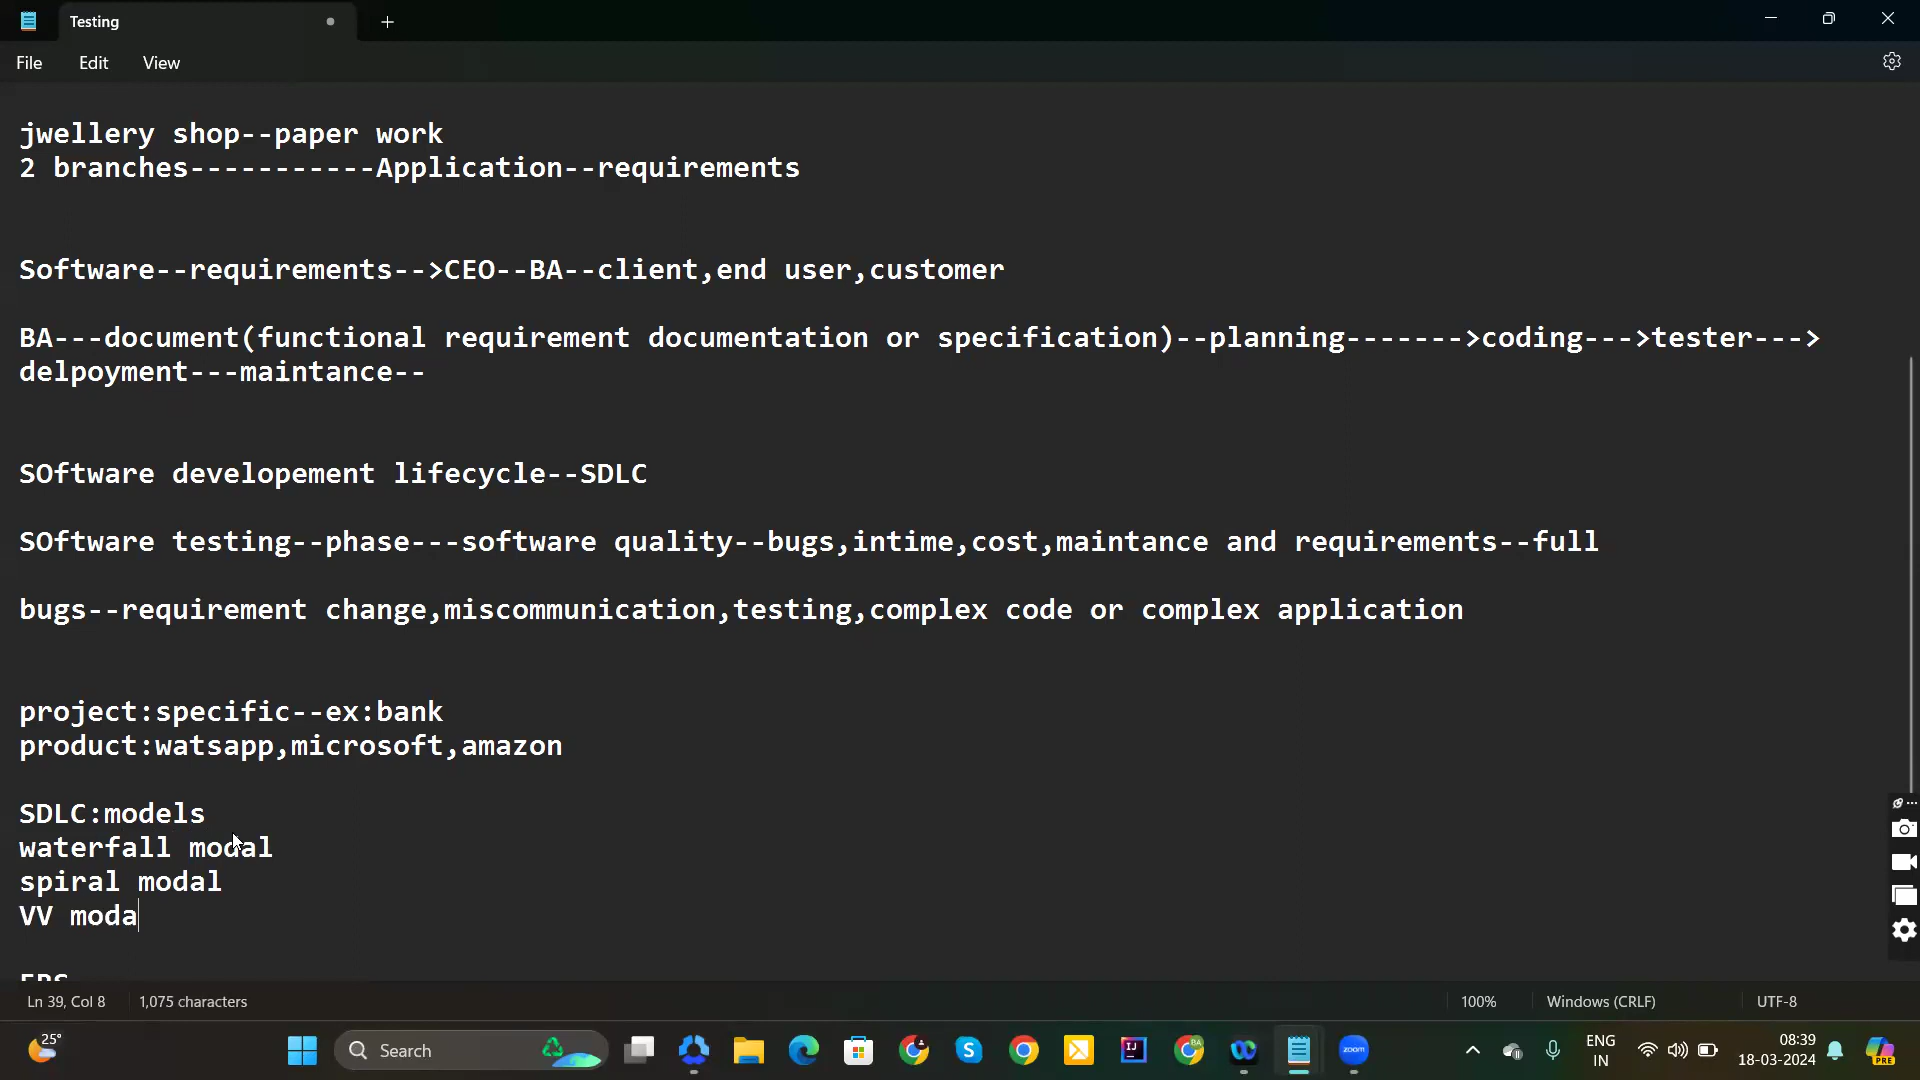 Testing
File Edit View
jwellery shop--paper work
2 branches-----------Application--requirements
Software--requirements-->CEO--BA--client,end user,customer
BA---document(functional requirement documentation or specification)--planning------->coding--->tester--->
delpoyment---maintance--
SOftware developement lifecycle--SDLC
SOftware testing--phase---software quality--bugs,intime,cost,maintance and requirements--full
bugs--requirement change,miscommunication,testing,complex code or complex application
project:specific--ex:bank
product:watsapp,microsoft,amazon
SDLC:models
waterfall modal
spiral modal
VV moda
Ln 39, Col 8 1,075 characters 100% Windows (CRLF) UTF-8
25° Search zoom ENG 08:39
IN 18-03-2024